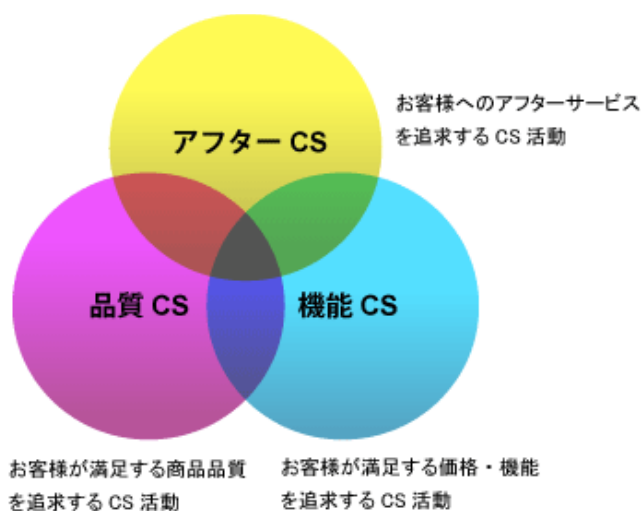 アフター CS
お客様へのアフターサービス
を追求する CS 活動
品質 CS
機能 CS
お客様が満足する商品品質
を追求する CS 活動
お客様が満足する価格・機能
を追求する CS 活動